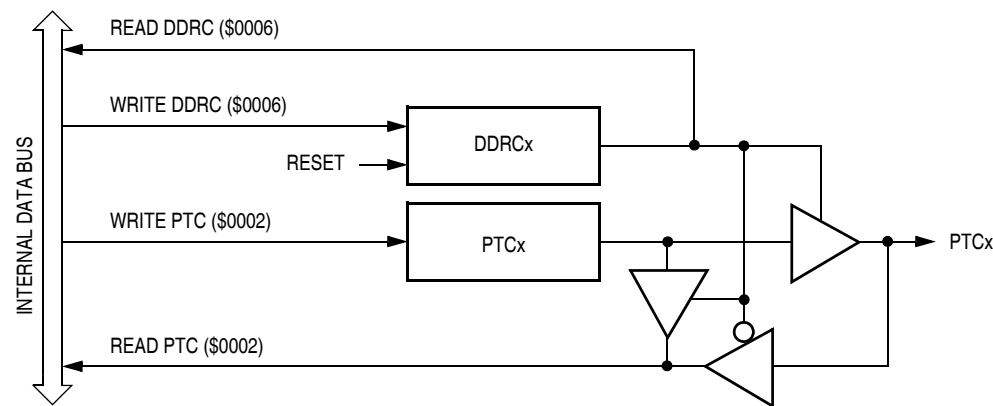 READ DDRC ($0006)
WRITE DDRC ($0006)
DDRCx
RESET
INTERNAL DATA BUS
WRITE PTC ($0002)
PTCx
PTCx
READ PTC ($0002)